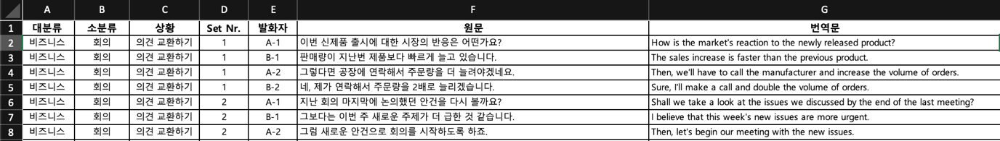 A B C D E F G
1 대분류 소분류 상황 Set Nr. 발화자 원문 번역문
2 비즈니스 회의 의견 교환하기 1 A-1 이번 신제품 출시에 대한 시장의 반응은 어떤가요? How is the market's reaction to the newly released product?
3 비즈니스 회의 의견 교환하기 1 B-1 판매량이 지난번 제품보다 빠르게 늘고 있습니다. The sales increase is faster than the previous product.
4 비즈니스 회의 의견 교환하기 1 A-2 그렇다면 공장에 연락해서 주문량을 더 늘려야겠네요. Then, we'll have to call the manufacturer and increase the volume of orders.
5 비즈니스 회의 의견 교환하기 1 B-2 네, 제가 연락해서 주문량을 2배로 늘리겠습니다. Sure, I'll make a call and double the volume of orders.
6 비즈니스 회의 의견 교환하기 2 A-1 지난 회의 마지막에 논의했던 안건을 다시 볼까요? Shall we take a look at the issues we discussed by the end of the last meeting?
7 비즈니스 회의 의견 교환하기 2 B-1 그보다는 이번 주 새로운 주제가 더 급한 것 같습니다. I believe that this week's new issues are more urgent.
8 비즈니스 회의 의견 교환하기 2 A-2 그럼 새로운 안건으로 회의를 시작하도록 하죠. Then, let's begin our meeting with the new issues.